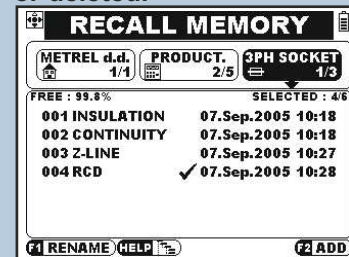 or deleted.
RECALL MEMORY
METREL d.d. PRODUCT. 3PH SOCKET
1/1 2/5 1/3
FREE : 99.8% SELECTED : 4/6
001 INSULATION 07.Sep.2005 10:18
002 CONTINUITY 07.Sep.2005 10:18
003 Z-LINE 07.Sep.2005 10:27
004 RCD ✓ 07.Sep.2005 10:28
F1 RENAME HELP F2 ADD